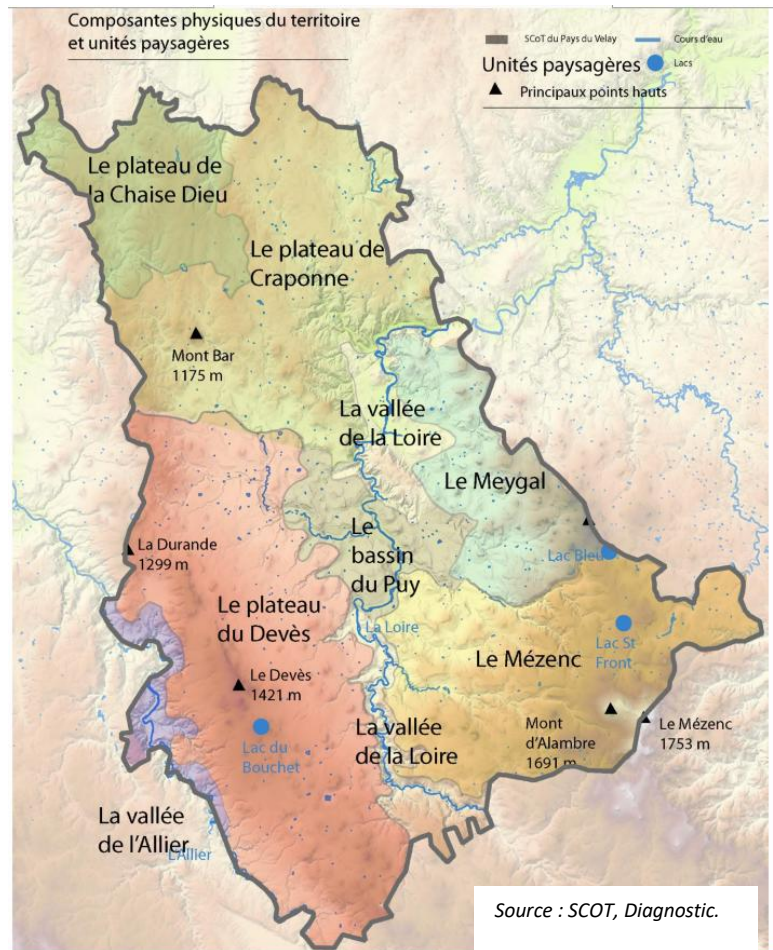 Composantes physiques du territoire
et unités paysagères
SCoT du Pays du Velay
Cours d'eau
Unités paysagères
Lacs
Principaux points hauts
Le plateau de
la Chaise Dieu
Le plateau de
Craponne
Mont Bar
1175 m
La vallée
de la Loire
Le Meygal
La Durande
1299 m
Le
bassin
du Puy
Lac Bleu
Le plateau
du Devès
La Loire
Lac St
Front
Le Mézenc
Le Devès
1421 m
Lac du
Bouchet
La vallée
de la Loire
Mont
d'Alambre
1691 m
Le Mézenc
1753 m
La vallée
de l'Allier
L'Allier
Source : SCOT, Diagnostic.